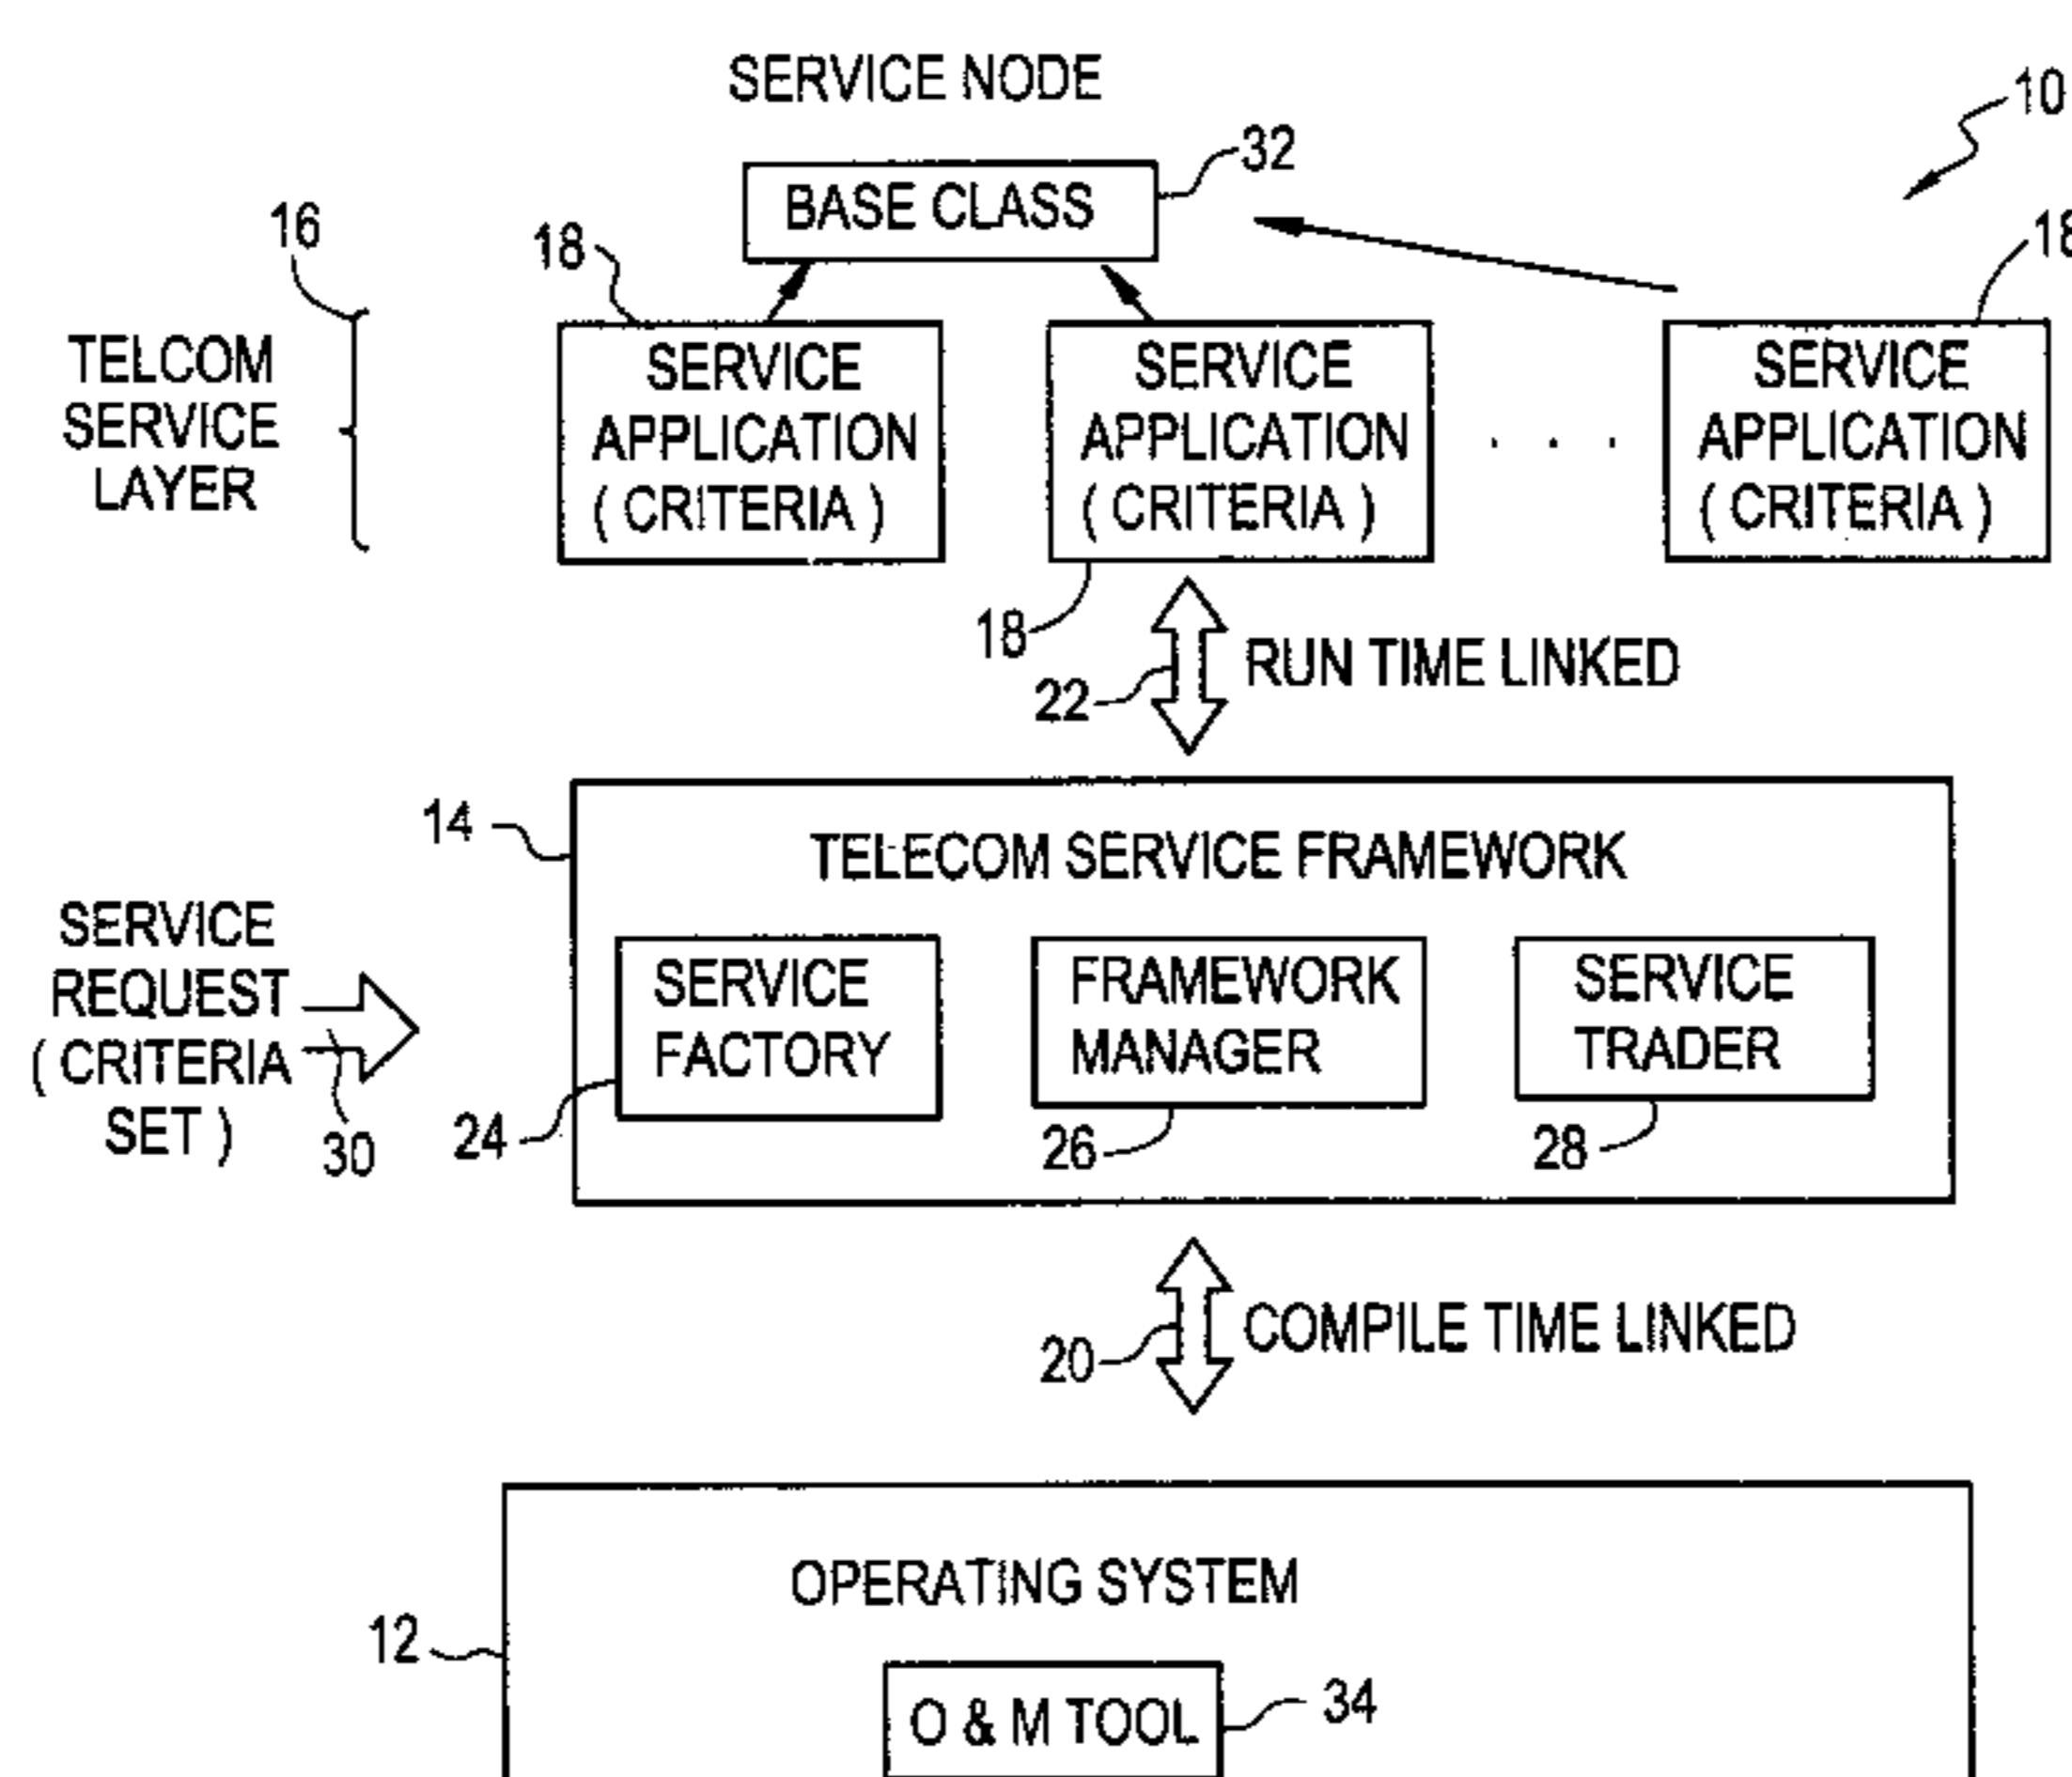 SERVICE NODE
10
BASE CLASS
32
16
18
18
TELCOM
SERVICE
LAYER
SERVICE
APPLICATION
( CRITERIA )
SERVICE
APPLICATION
( CRITERIA )
. . .
SERVICE
APPLICATION
( CRITERIA )
18
22
RUN TIME LINKED
14
TELECOM SERVICE FRAMEWORK
SERVICE
REQUEST
( CRITERIA
SET )
30
SERVICE
FACTORY
24
FRAMEWORK
MANAGER
26
SERVICE
TRADER
28
20
COMPILE TIME LINKED
OPERATING SYSTEM
12
O & M TOOL
34